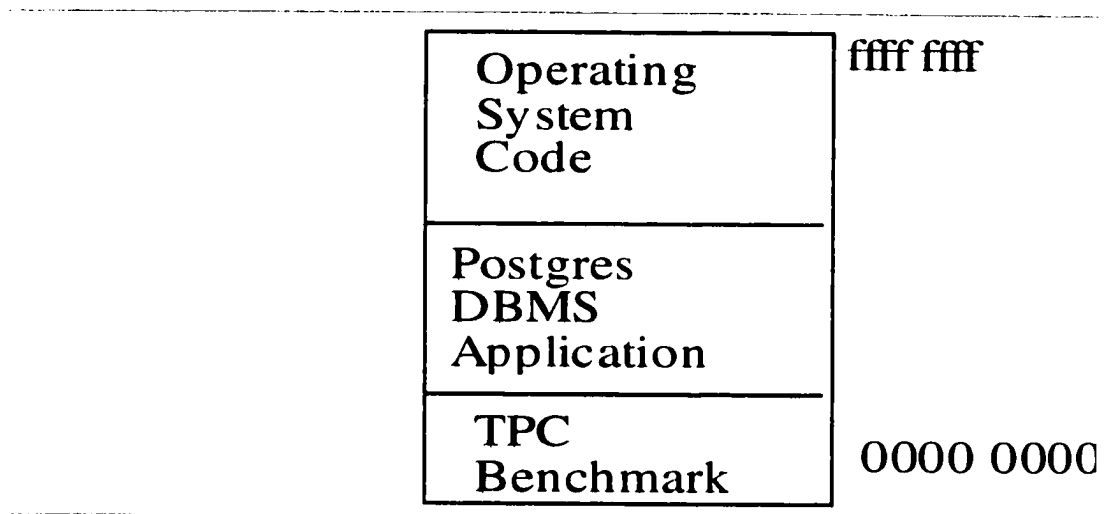 Operating
System
Code
ffff ffff
Postgres
DBMS
Application
TPC
Benchmark
0000 0000